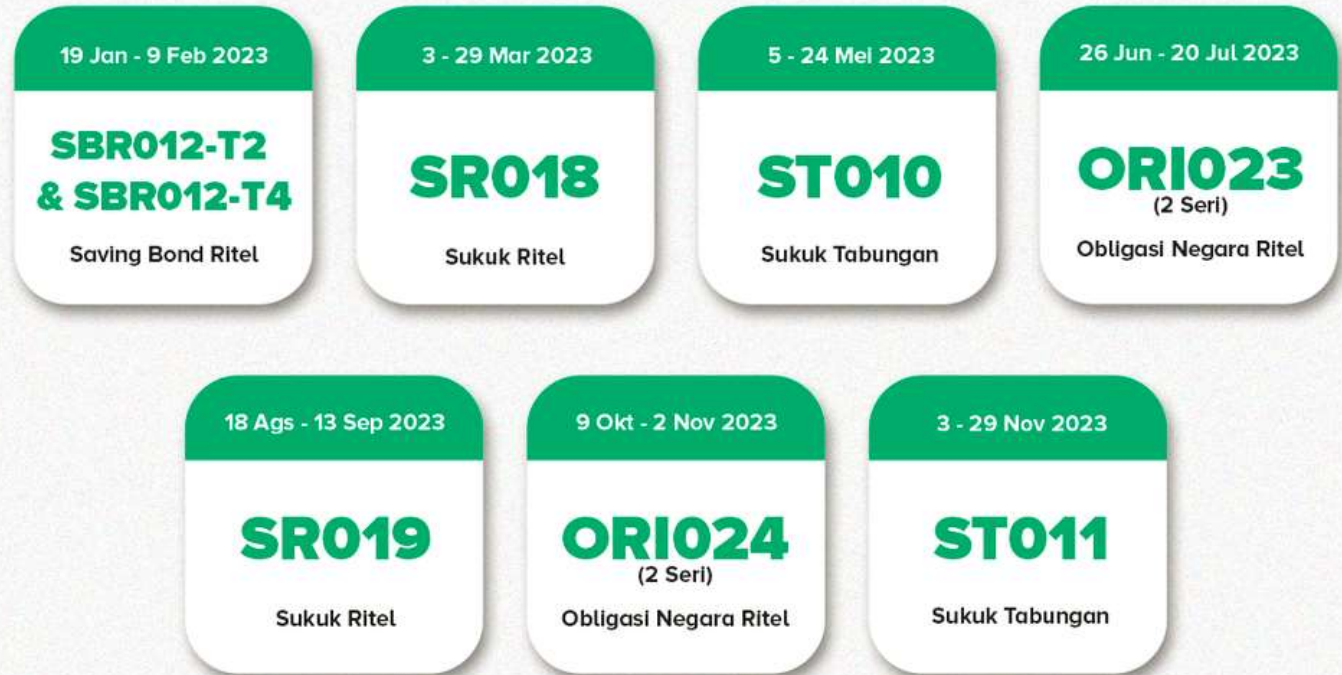 19 Jan - 9 Feb 2023
SBR012-T2
& SBR012-T4
Saving Bond Ritel
3 - 29 Mar 2023
SR018
Sukuk Ritel
5 - 24 Mei 2023
ST010
Sukuk Tabungan
26 Jun - 20 Jul 2023
ORI023
(2 Seri)
Obligasi Negara Ritel
18 Ags - 13 Sep 2023
SR019
Sukuk Ritel
9 Okt - 2 Nov 2023
ORI024
(2 Seri)
Obligasi Negara Ritel
3 - 29 Nov 2023
ST011
Sukuk Tabungan